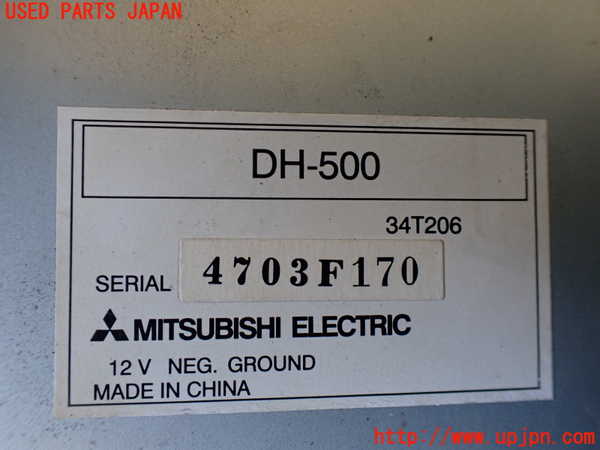 USED PARTS JAPAN
DH-500
34T206
SERIAL 4703F170
MITSUBISHI ELECTRIC
12 V NEG. GROUND
MADE IN CHINA
http://www.upjpn.com